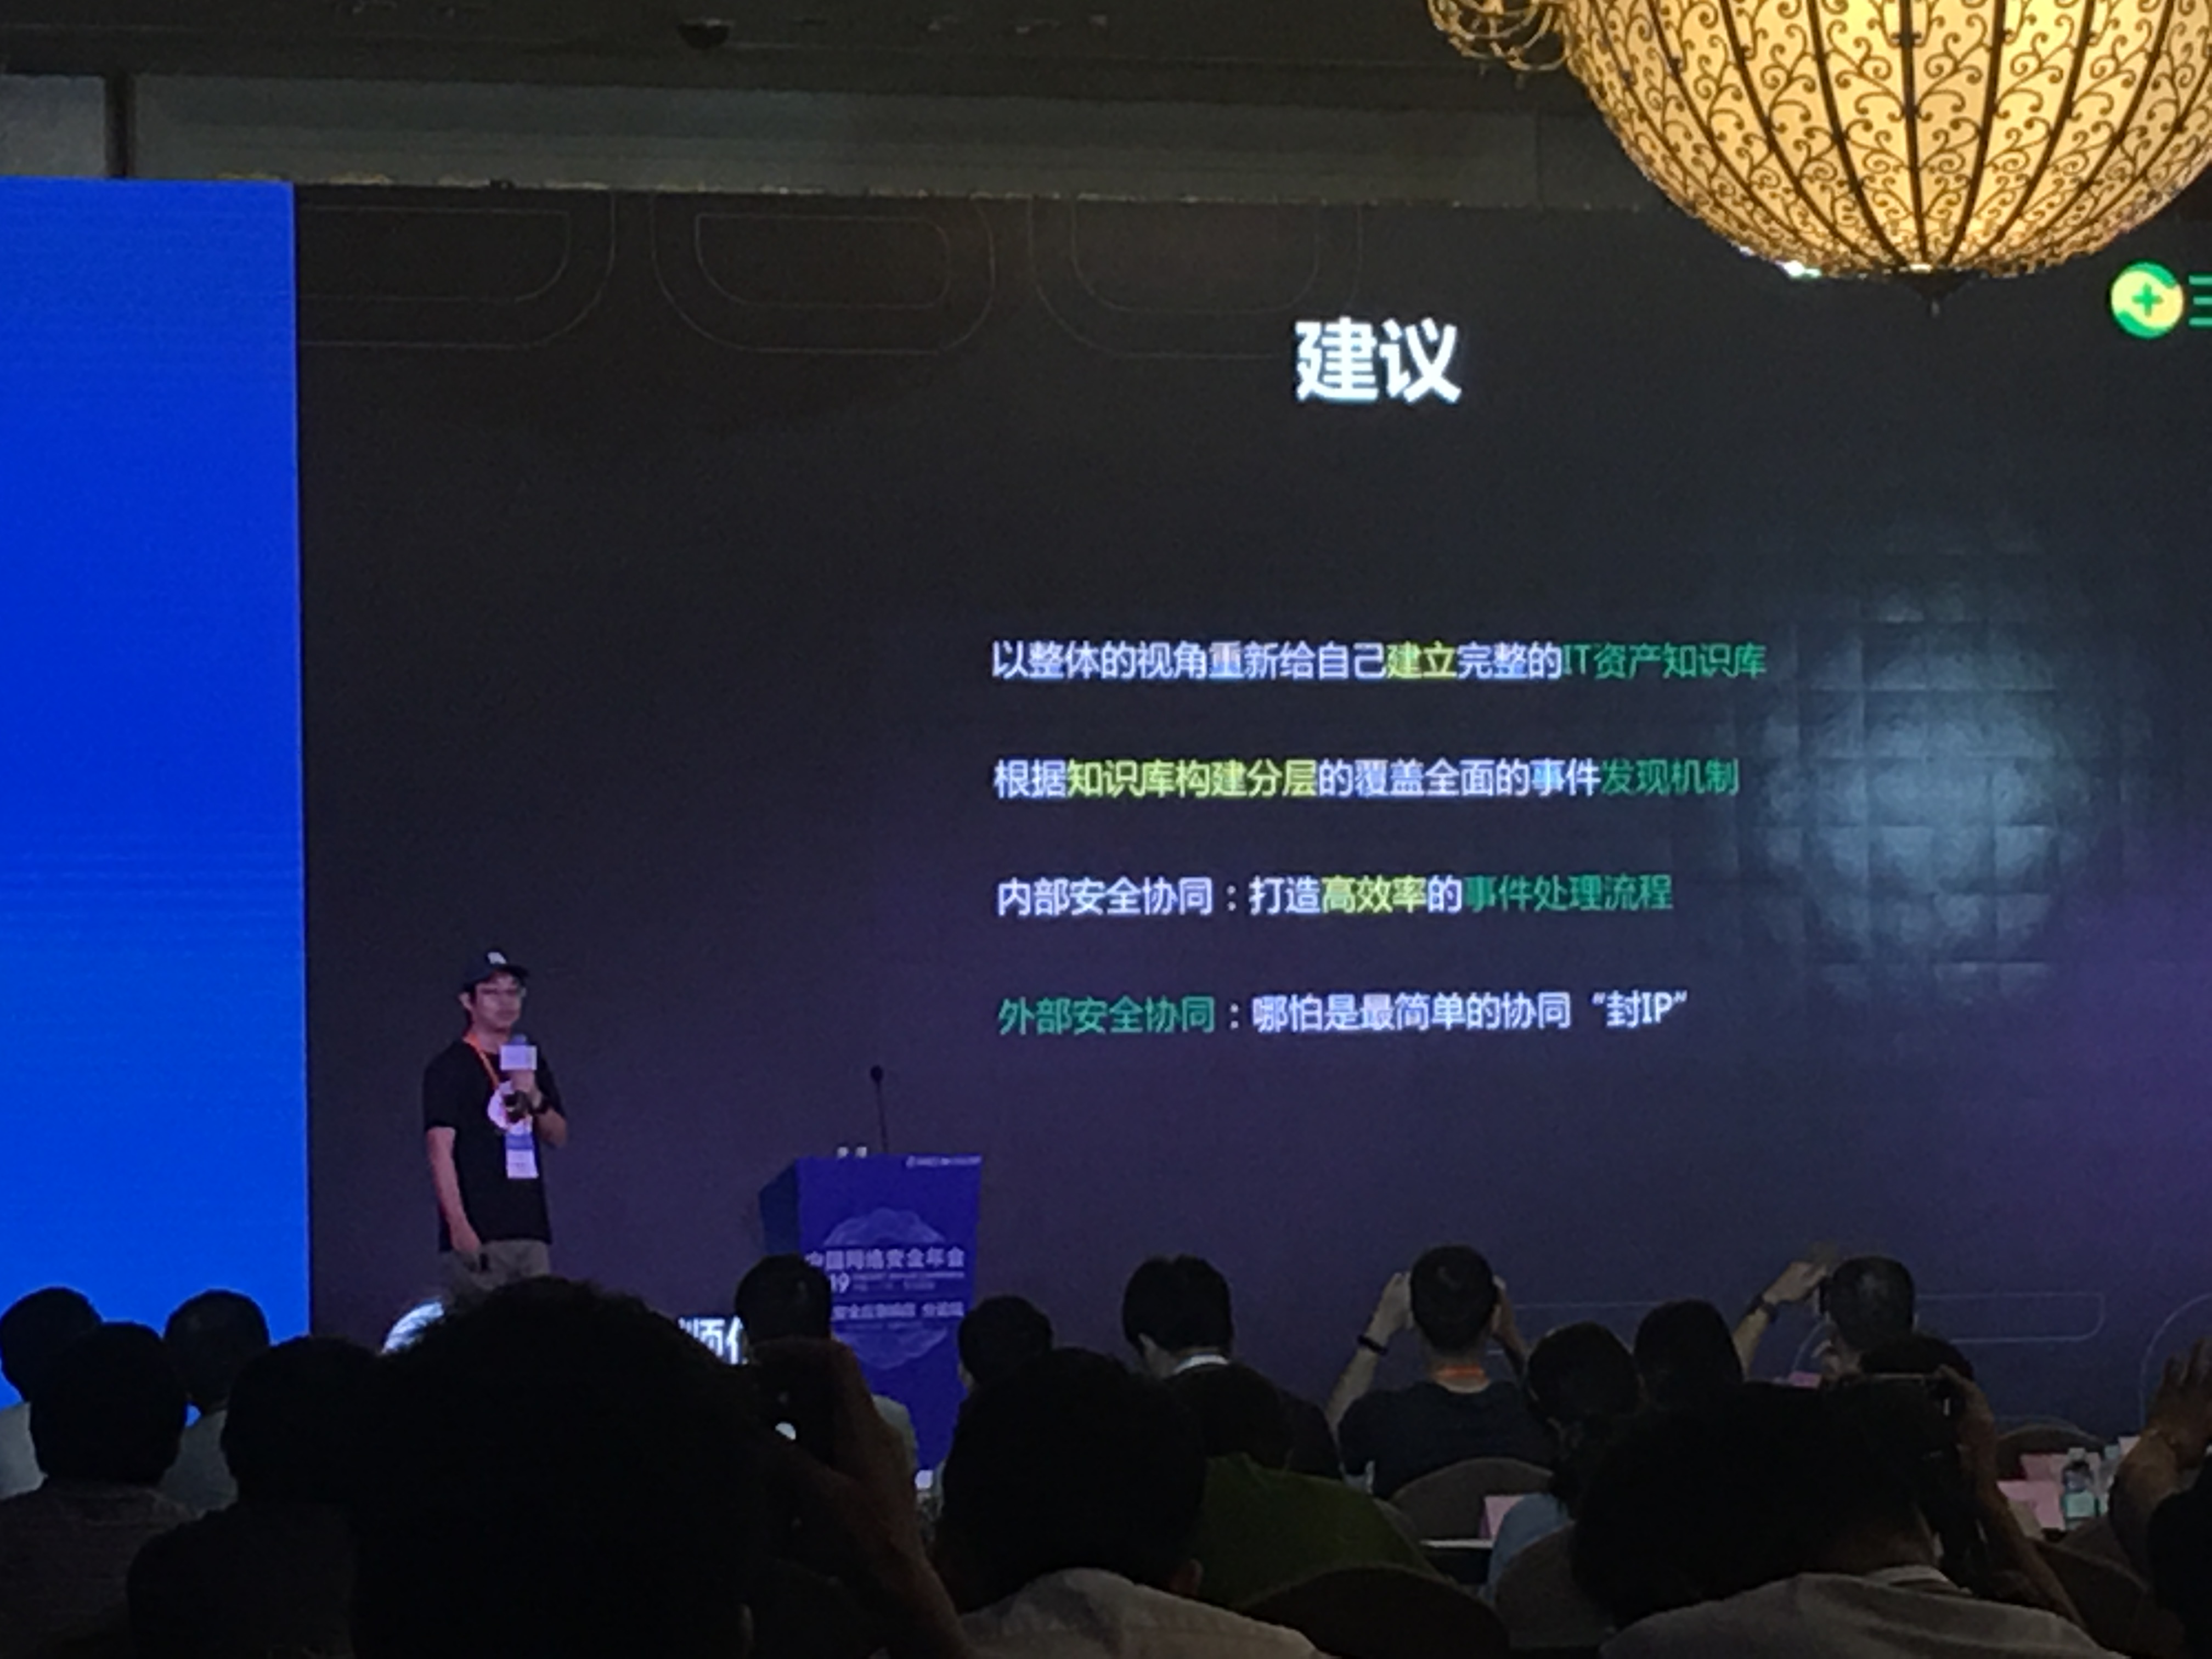 建议
以整体的视角重新给自己建立完整的IT资产知识库
根据知识库构建分层的覆盖全面的事件发现机制
内部安全协同：打造高效率的事件处理流程
外部安全协同：哪怕是最简单的协同“封IP”
国网络安全年会
19